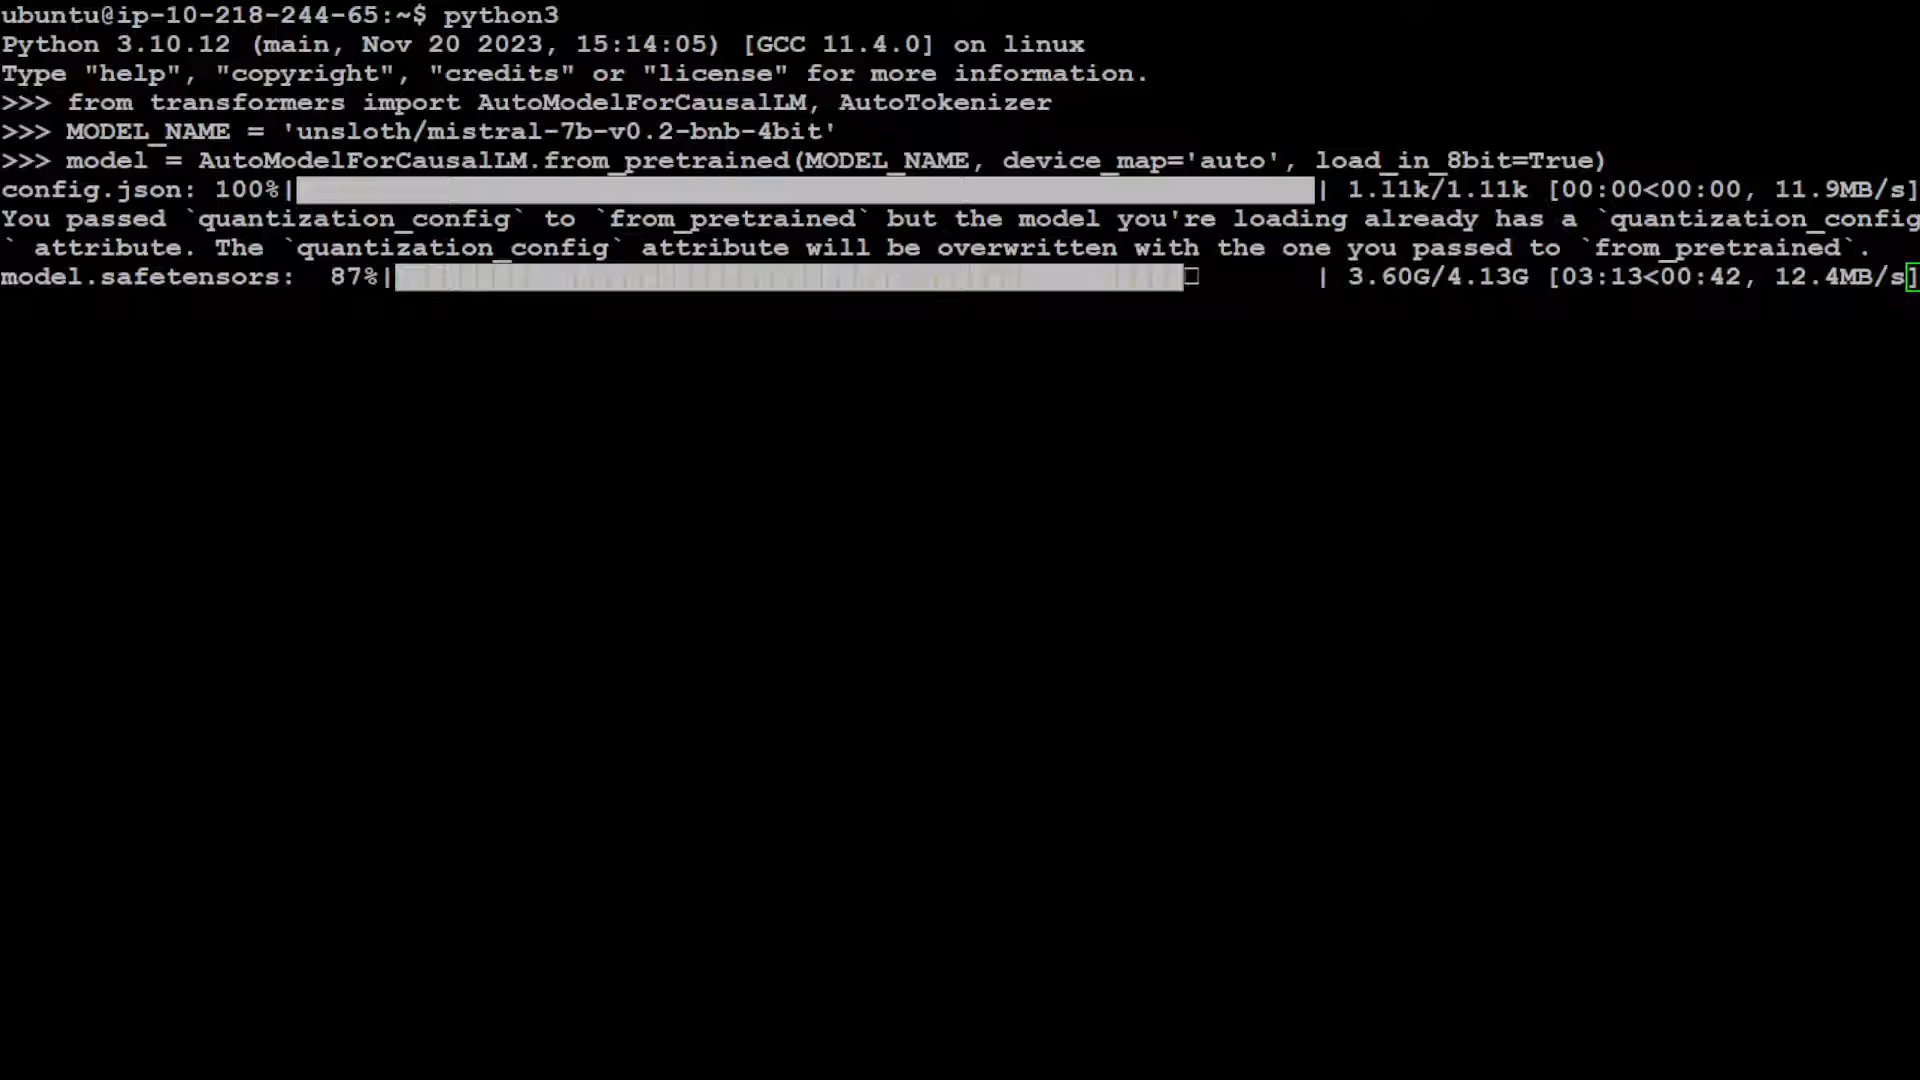 ubuntu@ip-10-218-244-65:~$ python3
Python 3.10.12 (main, Nov 20 2023, 15:14:05) [GCC 11.4.0] on linux
Type "help", "copyright", "credits" or "license" for more information.
>>> from transformers import AutoModelForCausalLM, AutoTokenizer
>>> MODEL_NAME = 'unsloth/mistral-7b-v0.2-bnb-4bit'
>>> model = AutoModelForCausalLM.from_pretrained(MODEL_NAME, device_map='auto', load_in_8bit=True)
config.json: 100%| | 1.11k/1.11k [00:00<00:00, 11.9MB/s]
You passed `quantization_config` to `from_pretrained` but the model you're loading already has a `quantization_config
` attribute. The `quantization_config` attribute will be overwritten with the one you passed to `from_pretrained`.
model.safetensors:  87%| | 3.60G/4.13G [03:13<00:42, 12.4MB/s]